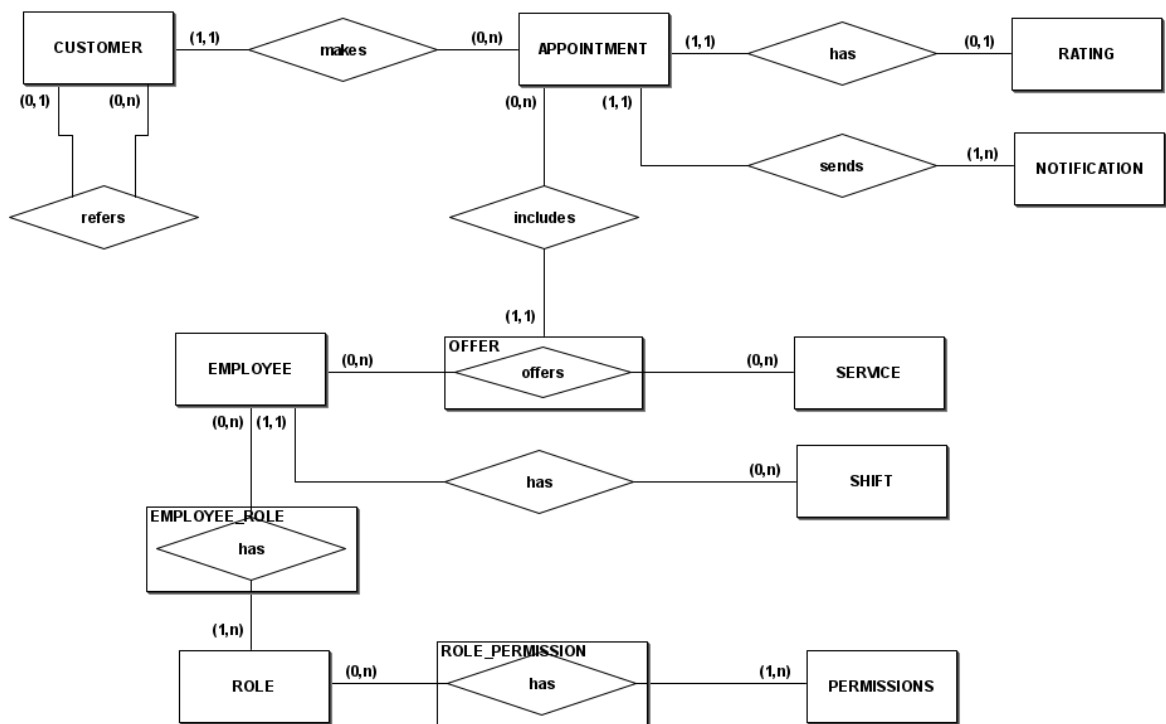 CUSTOMER
(1,1)
makes
(0,n)
APPOINTMENT
(1,1)
has
(0,1)
RATING
(0,1)
(0,n)
(0,n)
(1,1)
refers
includes
sends
(1,n)
NOTIFICATION
(1,1)
EMPLOYEE
(0,n)
OFFER
offers
(0,n)
SERVICE
(0,n)
(1,1)
has
(0,n)
SHIFT
EMPLOYEE_ROLE
has
(1,n)
ROLE
(0,n)
ROLE_PERMISSION
has
(1,n)
PERMISSIONS